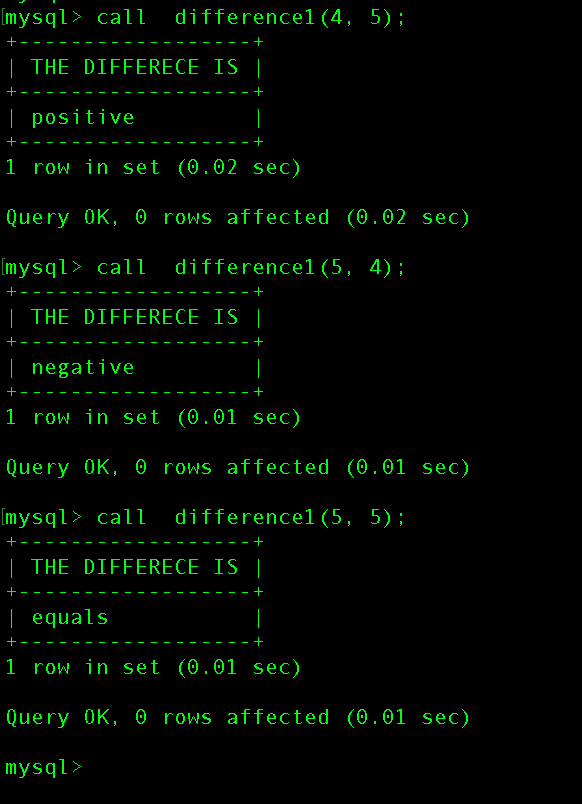 [mysql> call  difference1(4, 5);
+------------------+
| THE DIFFERECE IS |
+------------------+
| positive         |
+------------------+
1 row in set (0.02 sec)
Query OK, 0 rows affected (0.02 sec)
[mysql> call  difference1(5, 4);
+------------------+
| THE DIFFERECE IS |
+------------------+
| negative         |
+------------------+
1 row in set (0.01 sec)
Query OK, 0 rows affected (0.01 sec)
[mysql> call  difference1(5, 5);
+------------------+
| THE DIFFERECE IS |
+------------------+
| equals           |
+------------------+
1 row in set (0.01 sec)
Query OK, 0 rows affected (0.01 sec)
mysql>